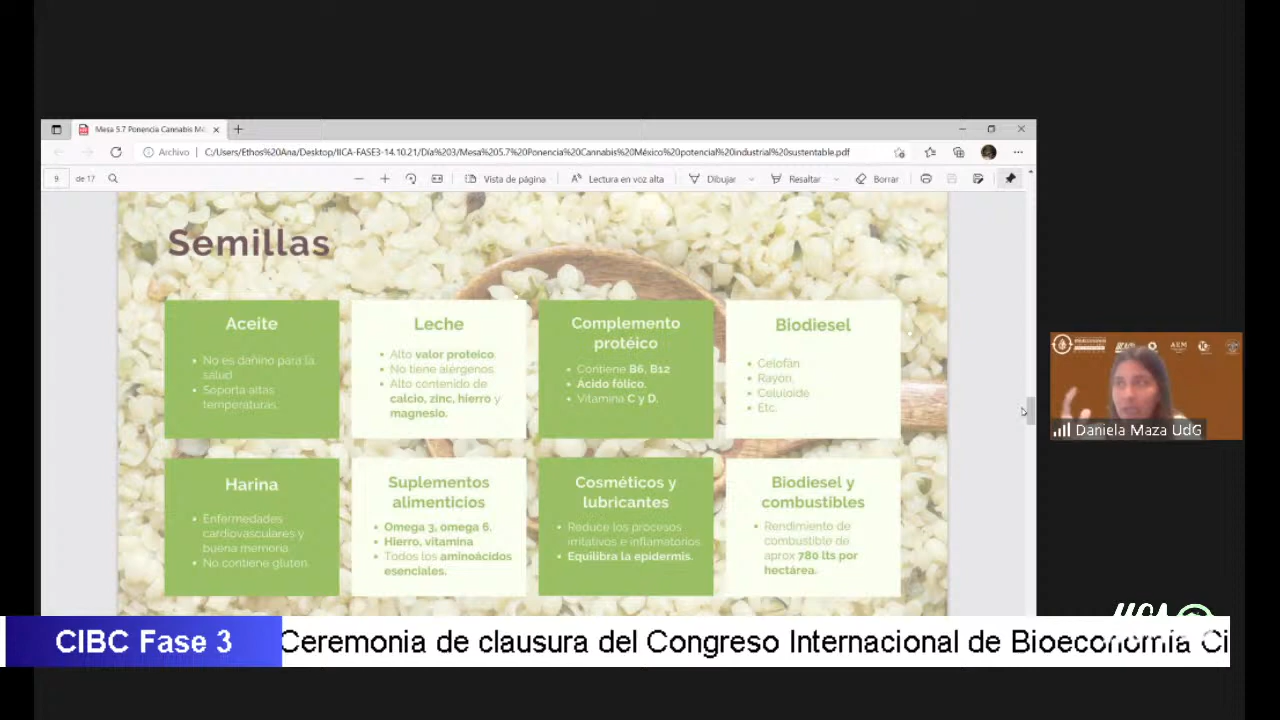 Mesa 5.7 Ponencia Cannabis Mé
Archivo
C:/Users/Ethos%20Ana/Desktop/IICA-FASE3-14.10.21/Día%203/Mesa%205.7%20Ponencia%20Cannabis%20México%20potencial%20industrial%20sustentable.pdf
9 de 17
Vista de página
Lectura en voz alta
Dibujar
Resaltar
Borrar
Semillas
Aceite
No es dañino para la
salud.
Soporta altas
temperaturas.
Leche
Alto valor proteico.
No tiene alérgenos.
Alto contenido de
calcio, zinc, hierro y
magnesio.
Complemento
protéico
Contiene B6, B12
Ácido fólico.
Vitamina C y D.
Biodiesel
Celofán
Rayón,
Celuloide
Etc.
Harina
Enfermedades
cardiovasculares y
buena memoria.
No contiene gluten.
Suplementos
alimenticios
Omega 3, omega 6.
Hierro, vitamina
Todos los aminoácidos
esenciales.
Cosméticos y
lubricantes
Reduce los procesos
irritativos e inflamatorios.
Equilibra la epidermis.
Biodiesel y
combustibles
Rendimiento de
combustible de
aprox 780 lts por
hectárea.
AEM
Daniela Maza UdG
IICA
CIBC Fase 3
Ceremonia de clausura del Congreso Internacional de Bioeconomía Ci